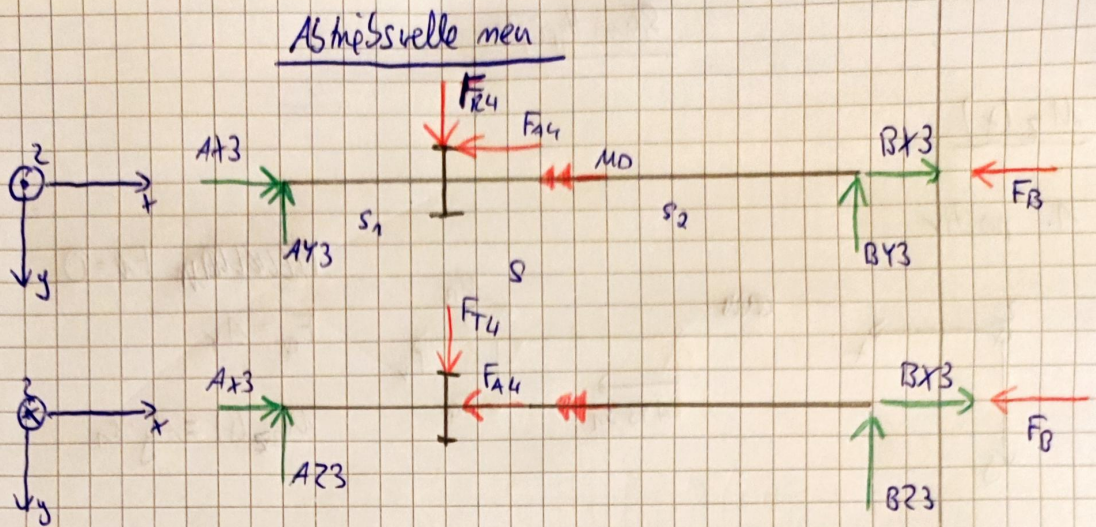 Abtriebswelle neu
FR4
FA4
z
AX3
MD
BX3
x
FB
s1
s2
AY3
BY3
y
S
FT4
z
AX3
FA4
BX3
x
FB
AZ3
BZ3
y